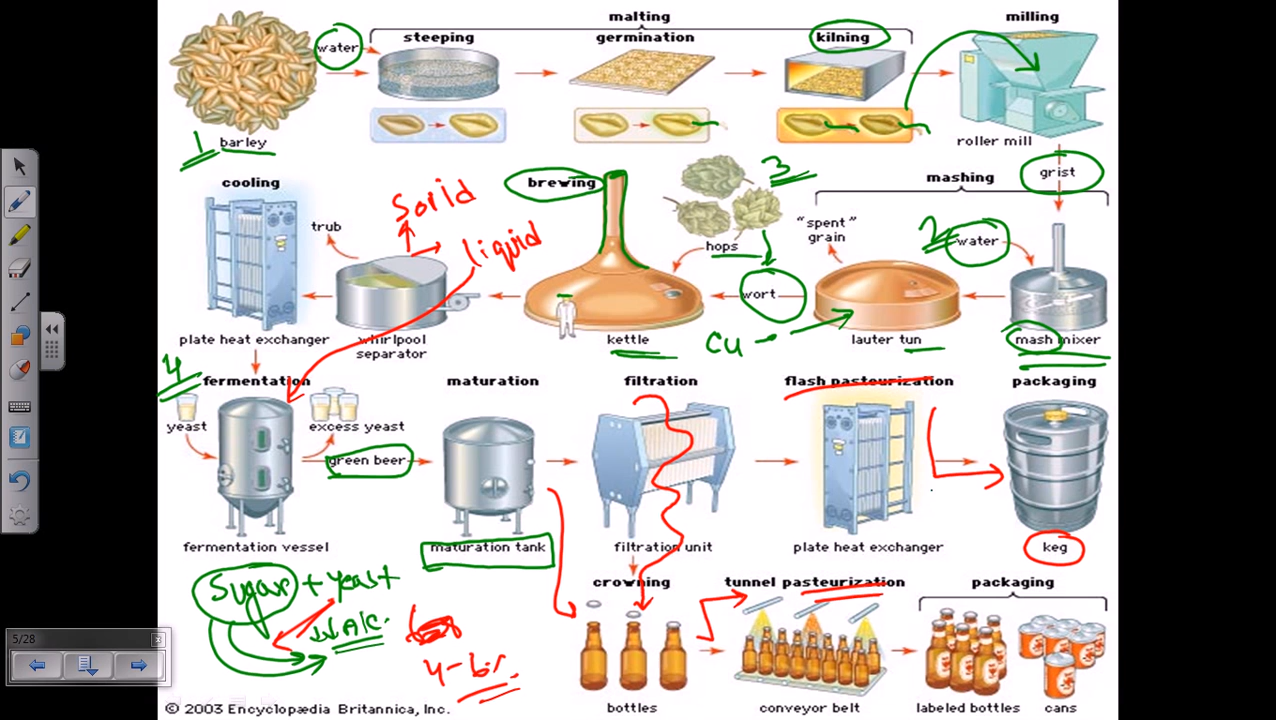 malting
milling
water
steeping
germination
kilning
1
barley
roller mill
cooling
solid
brewing
3
mashing
grist
trub
liquid
hops
"spent"
grain
2
water
wort
plate heat exchanger
whirlpool
separator
kettle
Cu
lauter tun
mash mixer
4
fermentation
maturation
filtration
flash pasteurization
packaging
yeast
excess yeast
green beer
fermentation vessel
maturation tank
filtration unit
plate heat exchanger
keg
Sugar + yeast
crowning
tunnel pasteurization
packaging
5/28
© 2003 Encyclopædia Britannica, Inc.
bottles
conveyor belt
labeled bottles
cans